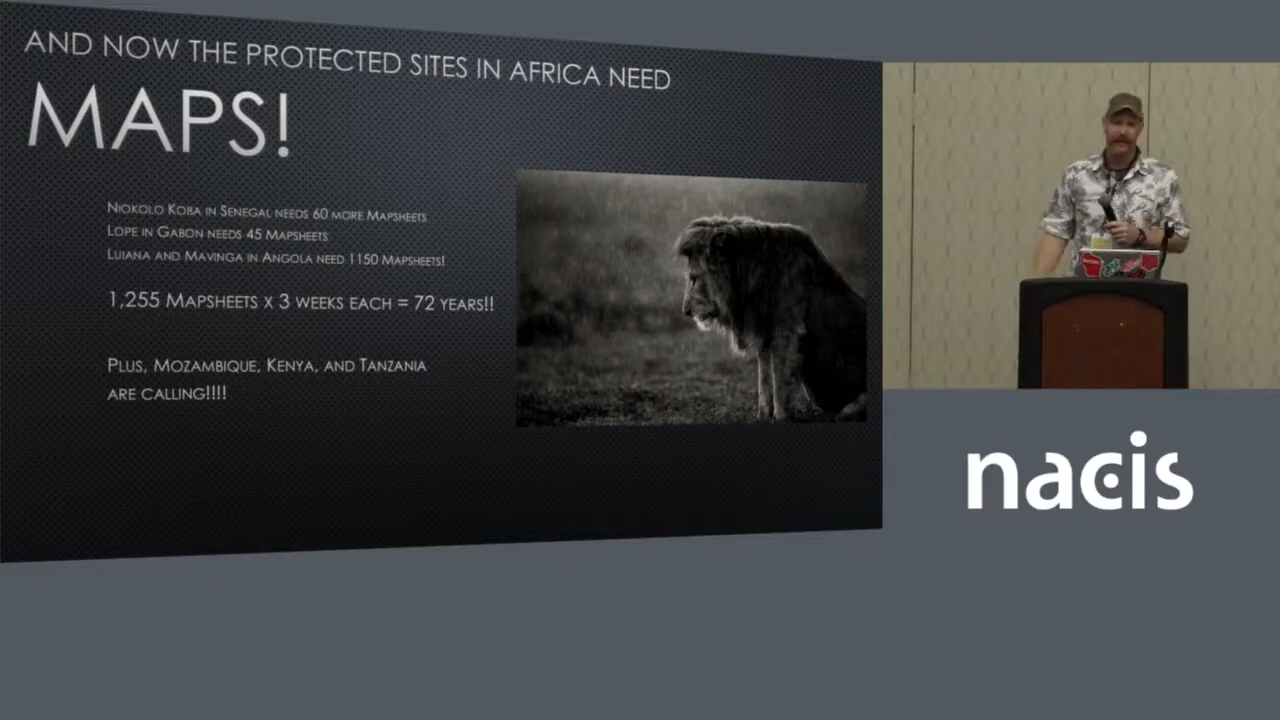 AND NOW THE PROTECTED SITES IN AFRICA NEED
MAPS!
NIOKOLO KOBA IN SENEGAL NEEDS 60 MORE MAPSHEETS
LOPE IN GABON NEEDS 45 MAPSHEETS
LUIANA AND MAVINGA IN ANGOLA NEED 1150 MAPSHEETS!
1,255 MAPSHEETS X 3 WEEKS EACH = 72 YEARS!!
PLUS, MOZAMBIQUE, KENYA, AND TANZANIA
ARE CALLING!!!!
nacis